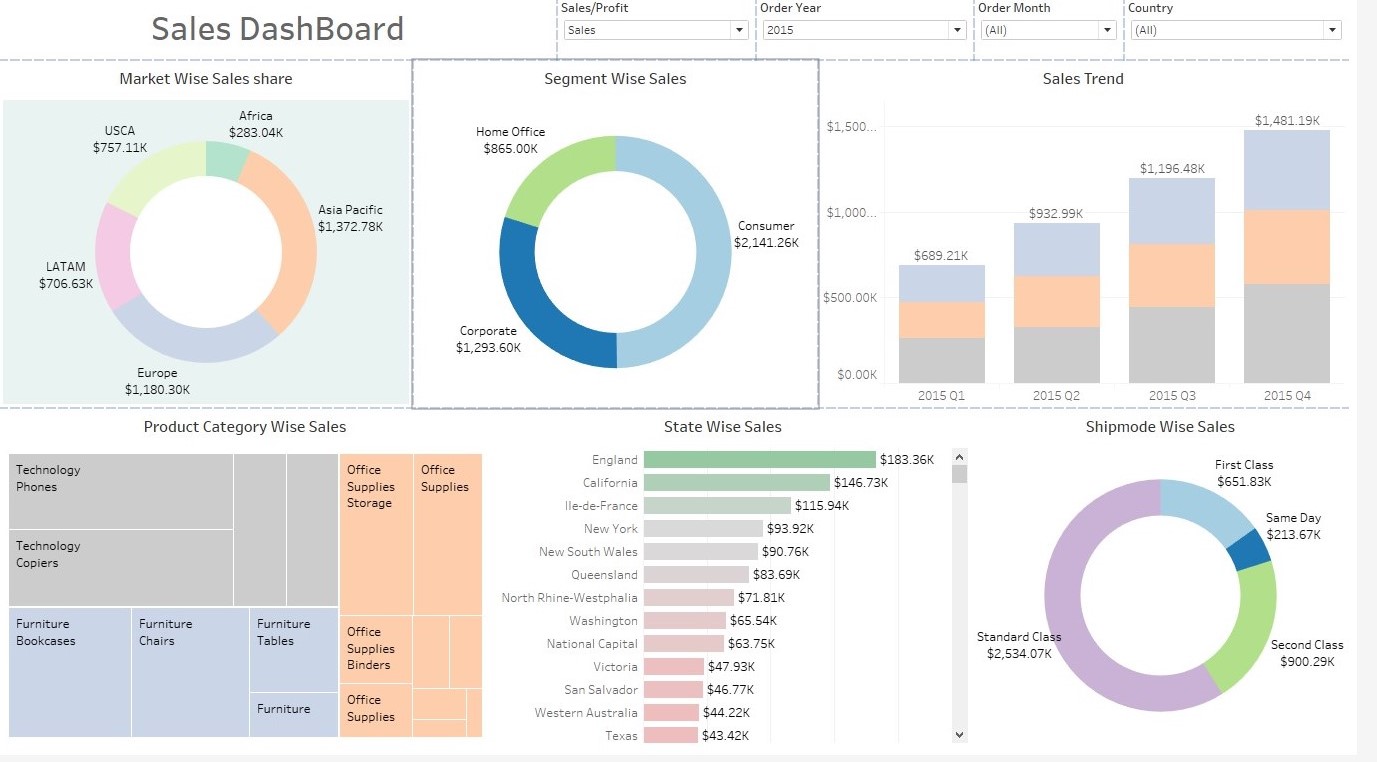 Sales DashBoard
Sales/Profit
Sales
Order Year
2015
Order Month
(All)
Country
(All)
Market Wise Sales share
Africa
$283.04K
USCA
$757.11K
Asia Pacific
$1,372.78K
LATAM
$706.63K
Europe
$1,180.30K
Segment Wise Sales
Home Office
$865.00K
Consumer
$2,141.26K
Corporate
$1,293.60K
Sales Trend
$1,500...
$1,000...
$500.00K
$0.00K
$689.21K
$932.99K
$1,196.48K
$1,481.19K
2015 Q1
2015 Q2
2015 Q3
2015 Q4
Product Category Wise Sales
Technology
Phones
Technology
Copiers
Furniture
Bookcases
Furniture
Chairs
Furniture
Tables
Furniture
Office
Supplies
Storage
Office
Supplies
Office
Supplies
Binders
Office
Supplies
State Wise Sales
England $183.36K
California $146.73K
Ile-de-France $115.94K
New York $93.92K
New South Wales $90.76K
Queensland $83.69K
North Rhine-Westphalia $71.81K
Washington $65.54K
National Capital $63.75K
Victoria $47.93K
San Salvador $46.77K
Western Australia $44.22K
Texas $43.42K
Shipmode Wise Sales
First Class
$651.83K
Same Day
$213.67K
Second Class
$900.29K
Standard Class
$2,534.07K